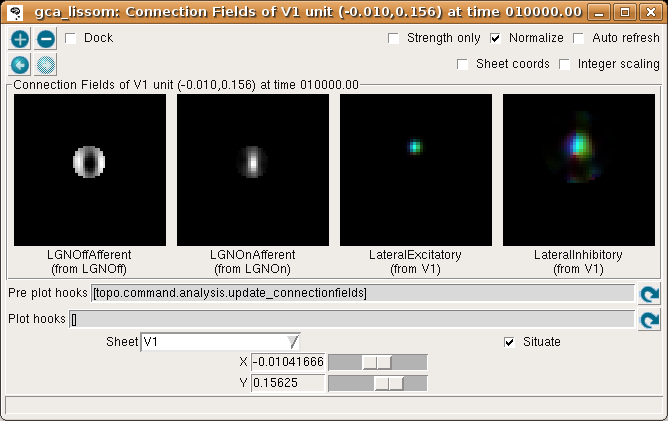 gca_lissom: Connection Fields of V1 unit (-0.010,0.156) at time 010000.00
Dock
Strength only
Normalize
Auto refresh
Sheet coords
Integer scaling
Connection Fields of V1 unit (-0.010,0.156) at time 010000.00
LGNOffAfferent
(from LGNOff)
LGNOnAfferent
(from LGNOn)
LateralExcitatory
(from V1)
LateralInhibitory
(from V1)
Pre plot hooks [topo.command.analysis.update_connectionfields]
Plot hooks []
Sheet V1
Situate
X -0.01041666
Y 0.15625